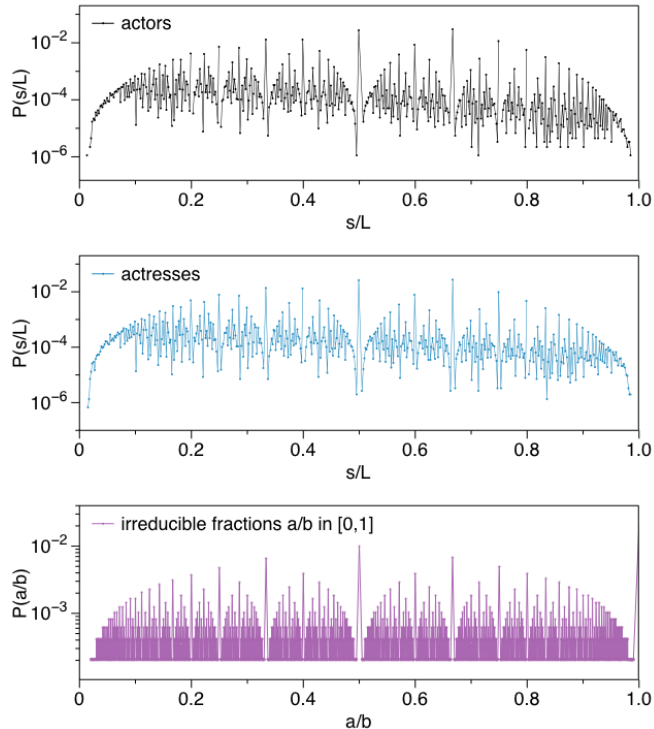 actors
10⁻²
10⁻⁴
10⁻⁶
P(s/L)
0 0.2 0.4 0.6 0.8 1.0
s/L
actresses
10⁻²
10⁻⁴
10⁻⁶
P(s/L)
0 0.2 0.4 0.6 0.8 1.0
s/L
irreducible fractions a/b in [0,1]
10⁻²
10⁻³
P(a/b)
0 0.2 0.4 0.6 0.8 1.0
a/b